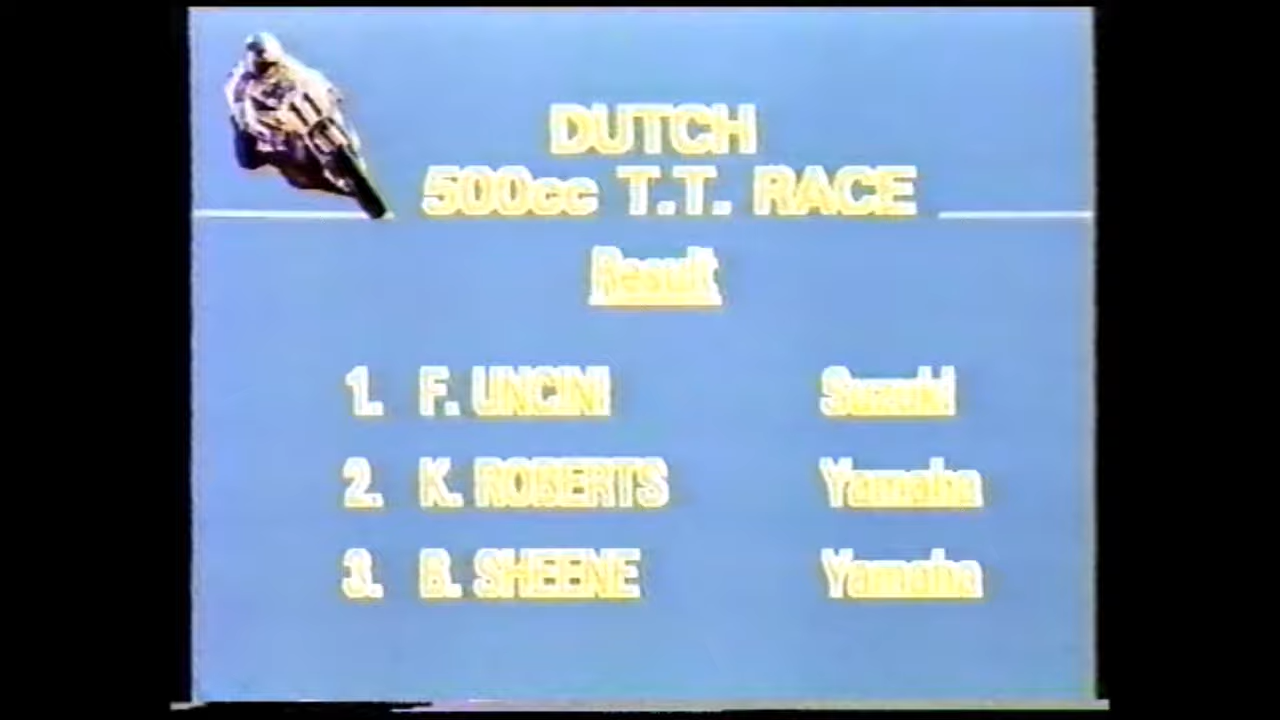 DUTCH
500cc T.T. RACE
Result
1. F. UNCINI Suzuki
2. K. ROBERTS Yamaha
3. B. SHEENE Yamaha